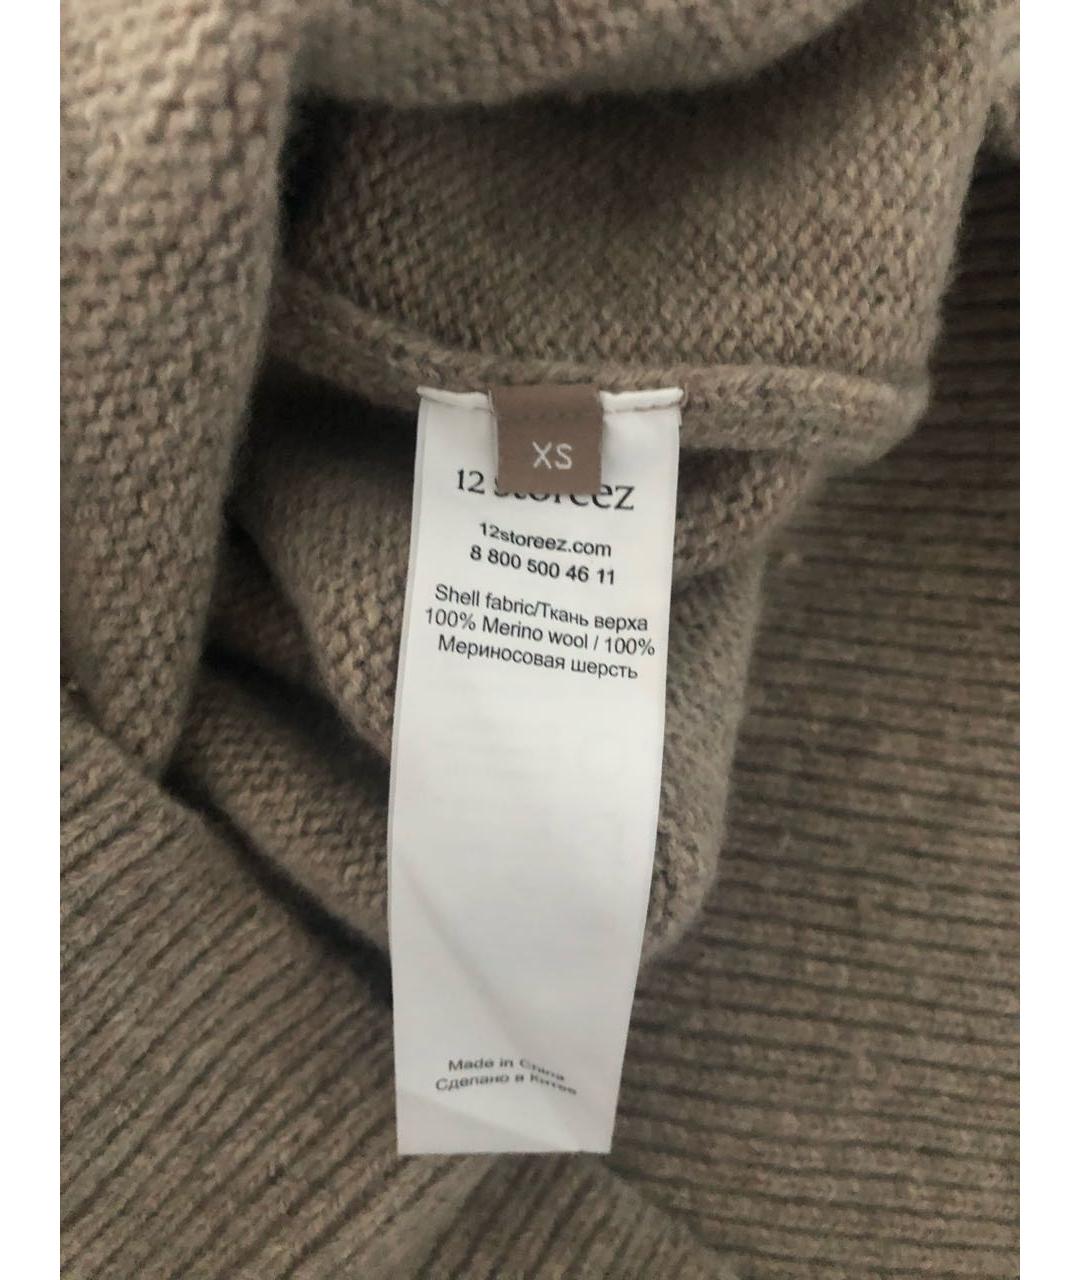 XS
12 storeez
12storeez.com
8 800 500 46 11
Shell fabric/Ткань верха
100% Merino wool / 100%
Мериносовая шерсть
Made in China
Сделано в Китае